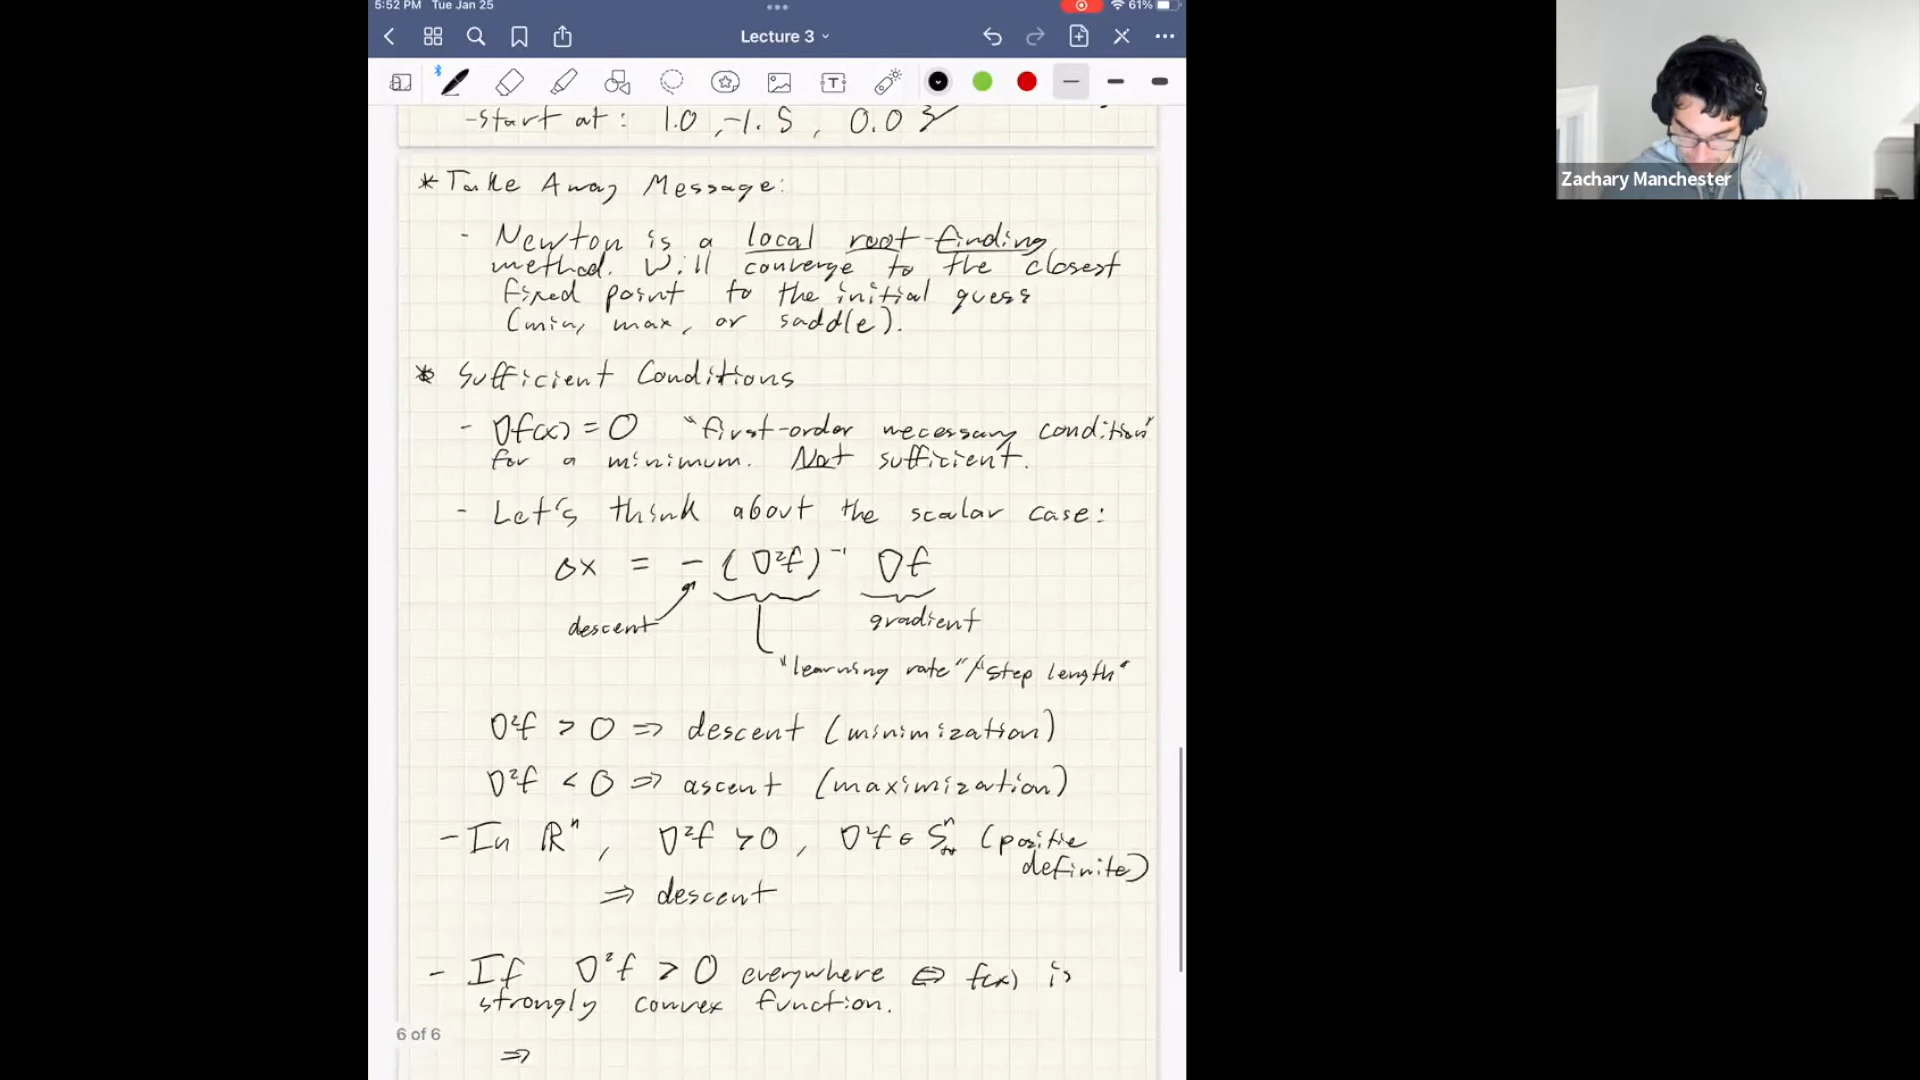 5:52 PM Tue Jan 25
61%
Lecture 3
Zachary Manchester
-start at: 1.0, -1.5, 0.0 }
* Take Away Message:
- Newton is a local root-finding
method. Will converge to the closest
fixed point to the initial guess
(min, max, or saddle).
* Sufficient Conditions
- ∇f(x) = 0 "first-order necessary condition"
for a minimum. Not sufficient.
- Let's think about the scalar case:
Δx = - (∇²f)⁻¹ ∇f
descent
gradient
"learning rate"/"step length"
∇²f > 0 ⇒ descent (minimization)
∇²f < 0 ⇒ ascent (maximization)
- In ℝⁿ, ∇²f > 0, ∇²f ∈ Sⁿ₊₊ (positie
definite)
⇒ descent
- If ∇²f > 0 everywhere ⇔ f(x) is
strongly convex function.
6 of 6
⇒